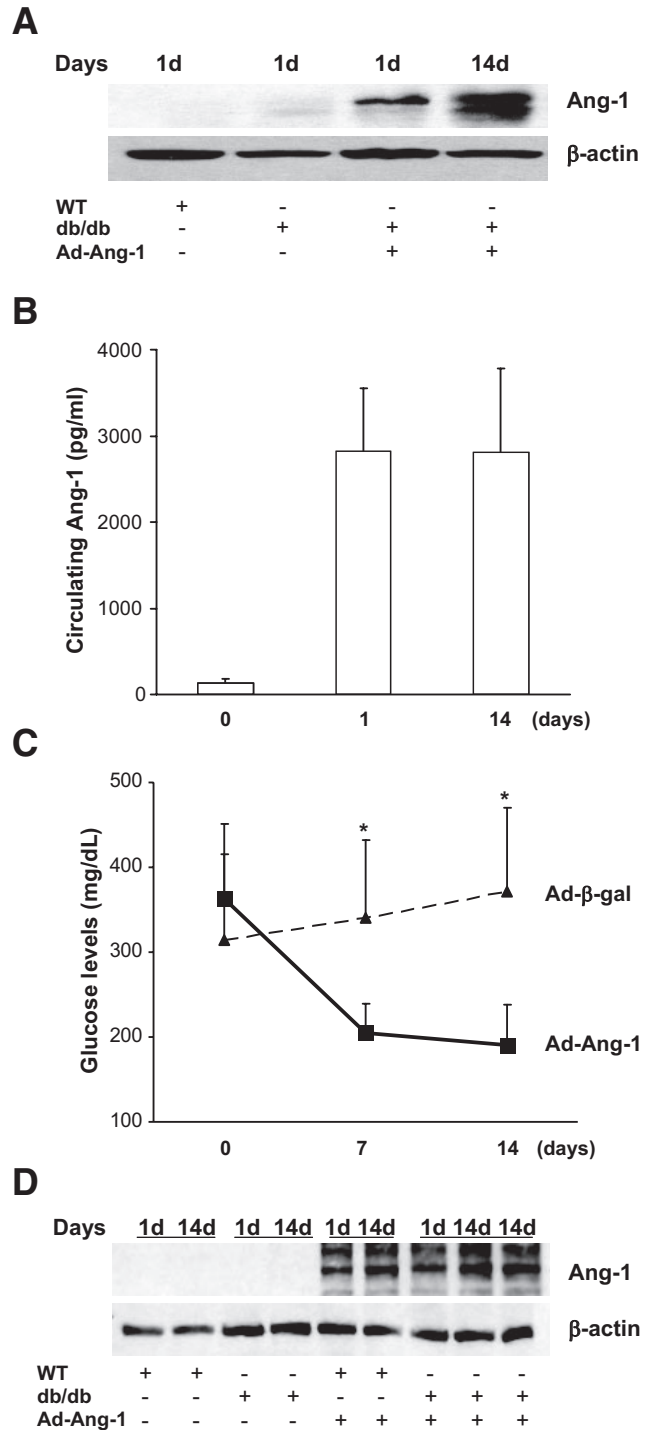 A
Days 1d 1d 1d 14d
Ang-1
β-actin
WT + - - -
db/db - + + +
Ad-Ang-1 - - + +
B
Circulating Ang-1 (pg/ml)
4000
3000
2000
1000
0
0 1 14 (days)
C
Glucose levels (mg/dL)
500
400
300
200
100
* *
Ad-β-gal
Ad-Ang-1
0 7 14 (days)
D
Days 1d 14d 1d 14d 1d 14d 1d 14d 14d
Ang-1
β-actin
WT + + - - + + - - -
db/db - - + + - - + + +
Ad-Ang-1 - - - - + + + + +